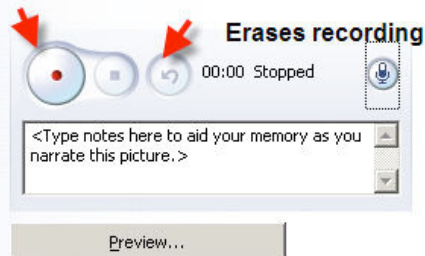 Erases recording
00:00 Stopped
<Type notes here to aid your memory as you
narrate this picture.>
Preview...